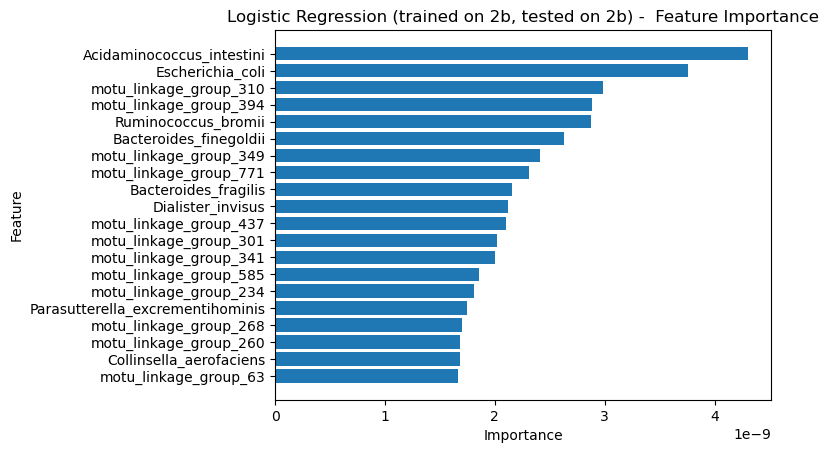 Logistic Regression (trained on 2b, tested on 2b) -  Feature Importance
Acidaminococcus_intestini
Escherichia_coli
motu_linkage_group_310
motu_linkage_group_394
Ruminococcus_bromii
Bacteroides_finegoldii
motu_linkage_group_349
motu_linkage_group_771
Bacteroides_fragilis
Dialister_invisus
motu_linkage_group_437
motu_linkage_group_301
motu_linkage_group_341
motu_linkage_group_585
motu_linkage_group_234
Parasutterella_excrementihominis
motu_linkage_group_268
motu_linkage_group_260
Collinsella_aerofaciens
motu_linkage_group_63
Feature
0 1 2 3 4
1e−9
Importance